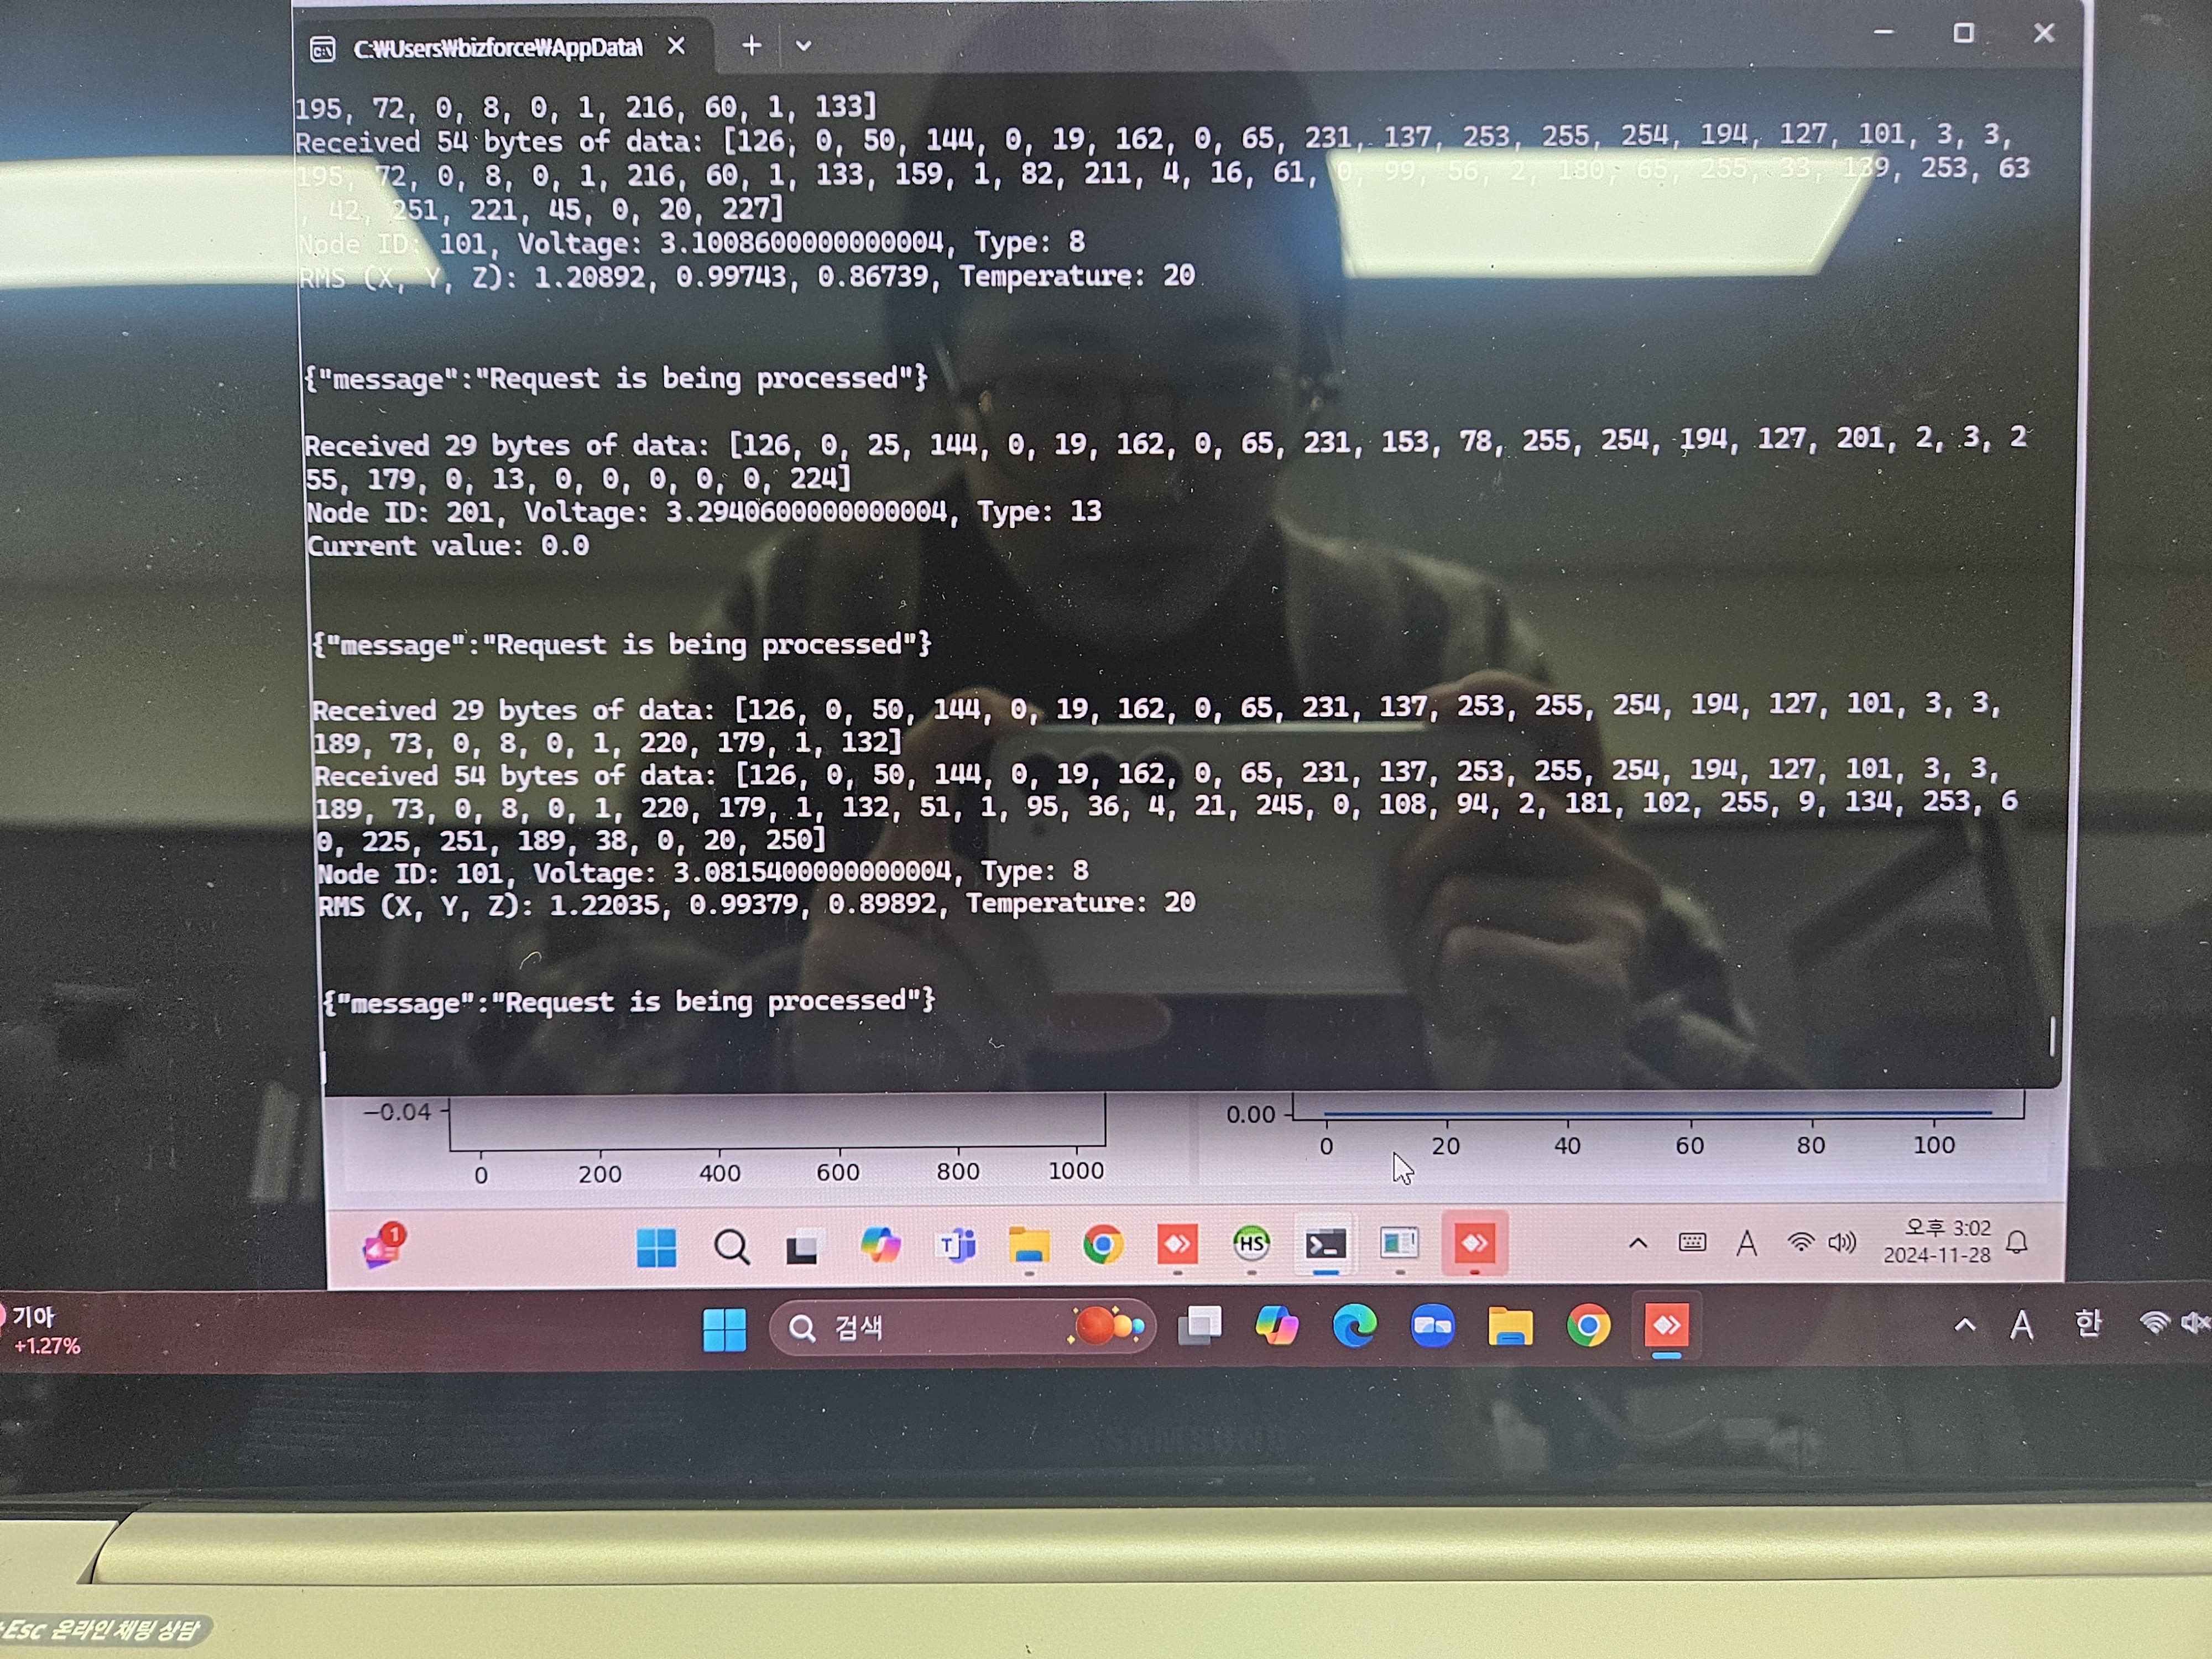 C:₩Users₩bizforce₩AppData₩
195, 72, 0, 8, 0, 1, 216, 60, 1, 133]
Received 54 bytes of data: [126, 0, 50, 144, 0, 19, 162, 0, 65, 231, 137, 253, 255, 254, 194, 127, 101, 3, 3,
195, 72, 0, 8, 0, 1, 216, 60, 1, 133, 159, 1, 82, 211, 4, 16, 61, 0, 99, 56, 2, 180, 65, 255, 33, 139, 253, 63
, 42, 251, 221, 45, 0, 20, 227]
Node ID: 101, Voltage: 3.1008600000000004, Type: 8
RMS (X, Y, Z): 1.20892, 0.99743, 0.86739, Temperature: 20
{"message":"Request is being processed"}
Received 29 bytes of data: [126, 0, 25, 144, 0, 19, 162, 0, 65, 231, 153, 78, 255, 254, 194, 127, 201, 2, 3, 2
55, 179, 0, 13, 0, 0, 0, 0, 0, 224]
Node ID: 201, Voltage: 3.2940600000000004, Type: 13
Current value: 0.0
{"message":"Request is being processed"}
Received 29 bytes of data: [126, 0, 50, 144, 0, 19, 162, 0, 65, 231, 137, 253, 255, 254, 194, 127, 101, 3, 3,
189, 73, 0, 8, 0, 1, 220, 179, 1, 132]
Received 54 bytes of data: [126, 0, 50, 144, 0, 19, 162, 0, 65, 231, 137, 253, 255, 254, 194, 127, 101, 3, 3,
189, 73, 0, 8, 0, 1, 220, 179, 1, 132, 51, 1, 95, 36, 4, 21, 245, 0, 108, 94, 2, 181, 102, 255, 9, 134, 253, 6
0, 225, 251, 189, 38, 0, 20, 250]
Node ID: 101, Voltage: 3.0815400000000004, Type: 8
RMS (X, Y, Z): 1.22035, 0.99379, 0.89892, Temperature: 20
{"message":"Request is being processed"}
−0.04
0 200 400 600 800 1000
0.00
0 20 40 60 80 100
1
HS
A
오후 3:02
2024-11-28
기아
+1.27%
검색
A 한
SAMSUNG
Esc 온라인 채팅 상담